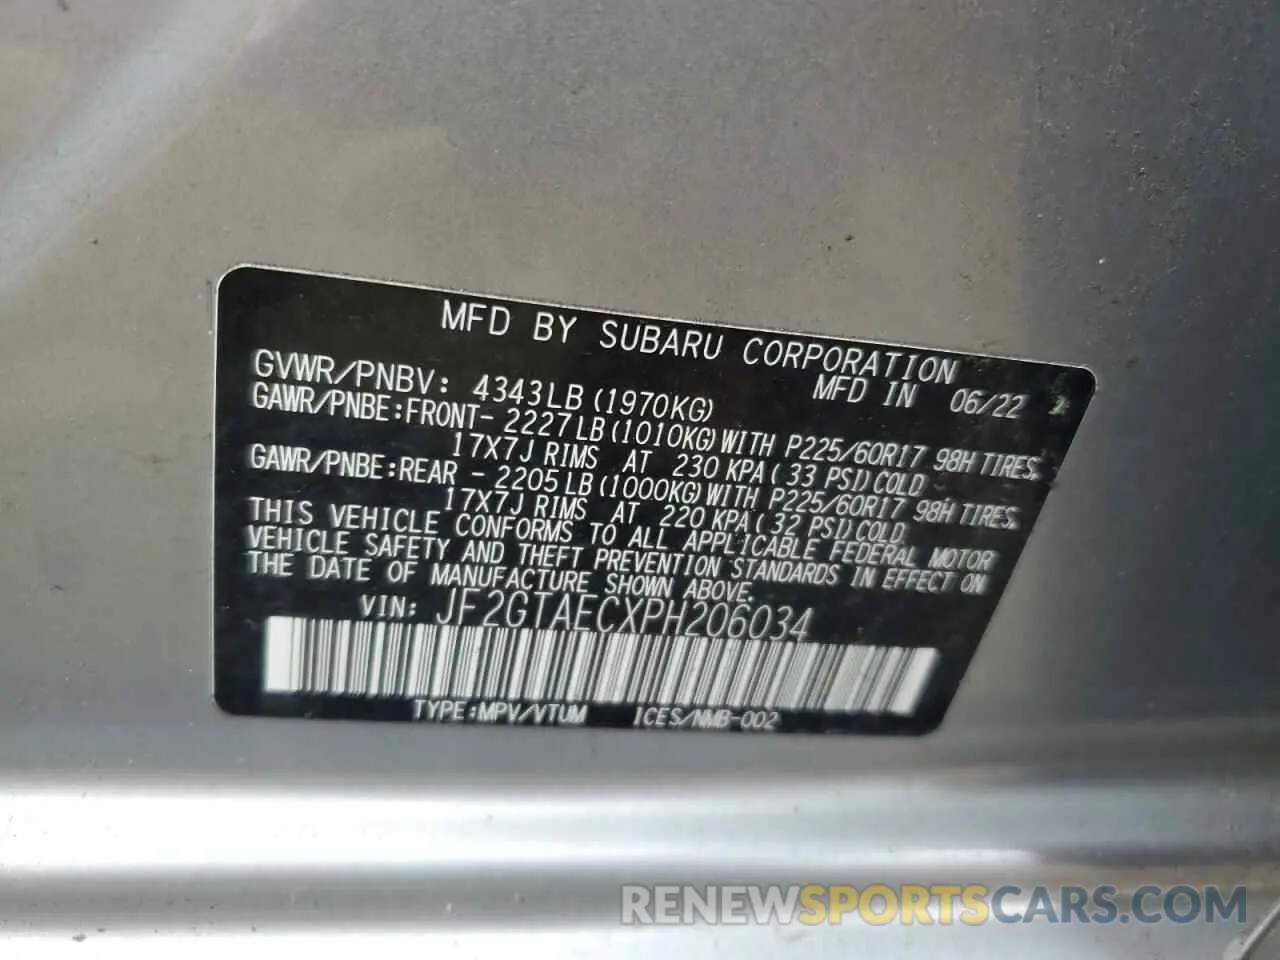 MFD BY SUBARU CORPORATION
MFD IN 06/22
GVWR/PNBV: 4343LB (1970KG)
GAWR/PNBE:FRONT- 2227LB (1010KG) WITH P225/60R17 98H TIRES,
17X7J RIMS AT 230 KPA (33 PSI) COLD
GAWR/PNBE:REAR - 2205LB (1000KG) WITH P225/60R17 98H TIRES,
17X7J RIMS AT 220 KPA (32 PSI) COLD
THIS VEHICLE CONFORMS TO ALL APPLICABLE FEDERAL MOTOR
VEHICLE SAFETY AND THEFT PREVENTION STANDARDS IN EFFECT ON
THE DATE OF MANUFACTURE SHOWN ABOVE.
VIN: JF2GTAECXPH206034
TYPE:MPV/VTUM ICES/NMB-002
RENEWSPORTSCARS.COM